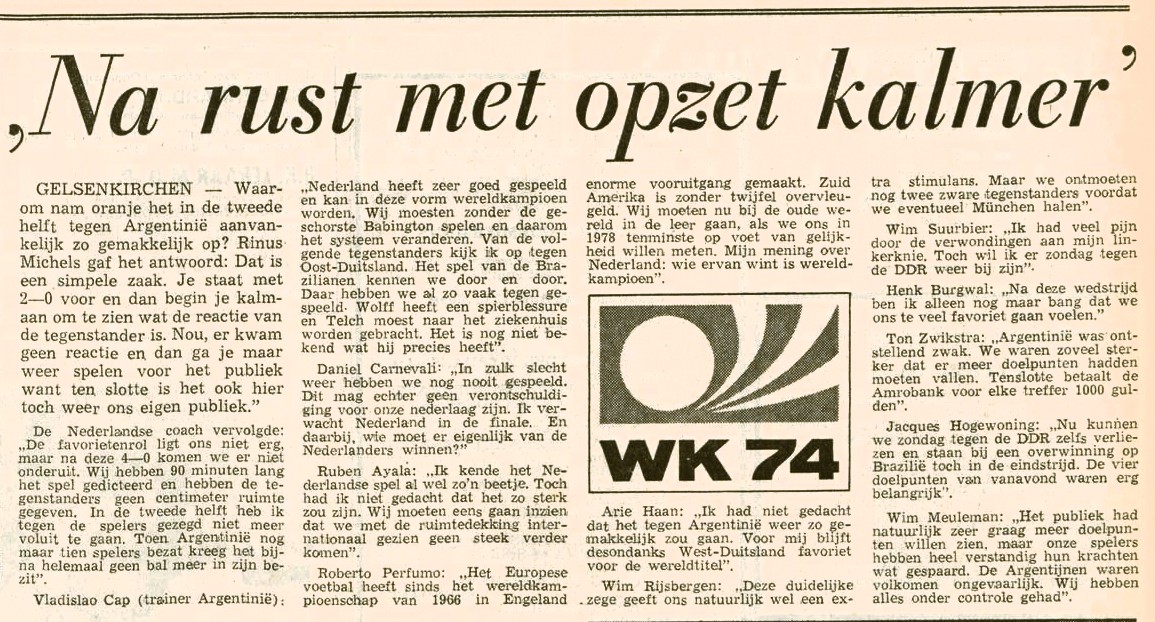 ‚Na rust met opzet kalmer’
GELSENKIRCHEN — Waar-
om nam oranje het in de tweede
helft tegen Argentinië aanvan-
kelijk zo gemakkelijk op? Rinus
Michels gaf het antwoord: Dat is
een simpele zaak. Je staat met
2—0 voor en dan begin je kalm-
aan om te zien wat de reactie van
de tegenstander is. Nou, er kwam
geen reactie en dan ga je maar
weer spelen voor het publiek
want ten slotte is het ook hier
toch weer ons eigen publiek.”
De Nederlandse coach vervolgde:
„De favorietenrol ligt ons niet erg,
maar na deze 4—0 komen we er niet
onderuit. Wij hebben 90 minuten lang
het spel gedicteerd en hebben de te-
genstanders geen centimeter ruimte
gegeven. In de tweede helft heb ik
tegen de spelers gezegd niet meer
voluit te gaan. Toen Argentinië nog
maar tien spelers bezat kreeg het bij-
na helemaal geen bal meer in zijn be-
zit”.
Vladislao Cap (trainer Argentinië):
„Nederland heeft zeer goed gespeeld
en kan in deze vorm wereldkampioen
worden. Wij moesten zonder de ge-
schorste Babington spelen en daarom
het systeem veranderen. Van de vol-
gende tegenstanders kijk ik op tegen
Oost-Duitsland. Het spel van de Bra-
zilianen kennen we door en door.
Daar hebben we al zo vaak tegen ge-
speeld. Wolff heeft een spierblessure
en Telch moest naar het ziekenhuis
worden gebracht. Het is nog niet be-
kend wat hij precies heeft”.
Daniel Carnevali: „In zulk slecht
weer hebben we nog nooit gespeeld.
Dit mag echter geen verontschuldi-
ging voor onze nederlaag zijn. Ik ver-
wacht Nederland in de finale. En
daarbij, wie moet er eigenlijk van de
Nederlanders winnen?”
Ruben Ayala: „Ik kende het Ne-
derlandse spel al wel zo’n beetje. Toch
had ik niet gedacht dat het zo sterk
zou zijn. Wij moeten eens gaan inzien
dat we met de ruimtedekking inter-
nationaal gezien geen steek verder
komen”.
Roberto Perfumo: „Het Europese
voetbal heeft sinds het wereldkam-
pioenschap van 1966 in Engeland
enorme vooruitgang gemaakt. Zuid
Amerika is zonder twijfel overvleu-
geld. Wij moeten nu bij de oude we-
reld in de leer gaan, als we ons in
1978 tenminste op voet van gelijk-
heid willen meten. Mijn mening over
Nederland: wie ervan wint is wereld-
kampioen”.
WK 74
Arie Haan: „Ik had niet gedacht
dat het tegen Argentinië weer zo ge-
makkelijk zou gaan. Voor mij blijft
desondanks West-Duitsland favoriet
voor de wereldtitel”.
Wim Rijsbergen: „Deze duidelijke
zege geeft ons natuurlijk wel een ex-
tra stimulans. Maar we ontmoeten
nog twee zware tegenstanders voordat
we eventueel München halen”.
Wim Suurbier: „Ik had veel pijn
door de verwondingen aan mijn lin-
kerknie. Toch wil ik er zondag tegen
de DDR weer bij zijn”.
Henk Burgwal: „Na deze wedstrijd
ben ik alleen nog maar bang dat we
ons te veel favoriet gaan voelen.”
Ton Zwikstra: „Argentinië was ont-
stellend zwak. We waren zoveel ster-
ker dat er meer doelpunten hadden
moeten vallen. Tenslotte betaalt de
Amrobank voor elke treffer 1000 gul-
den”.
Jacques Hogewoning: „Nu kunnen
we zondag tegen de DDR zelfs verlie-
zen en staan bij een overwinning op
Brazilië toch in de eindstrijd. De vier
doelpunten van vanavond waren erg
belangrijk”.
Wim Meuleman: „Het publiek had
natuurlijk zeer graag meer doelpun-
ten willen zien, maar onze spelers
hebben heel verstandig hun krachten
wat gespaard. De Argentijnen waren
volkomen ongevaarlijk. Wij hebben
alles onder controle gehad”.